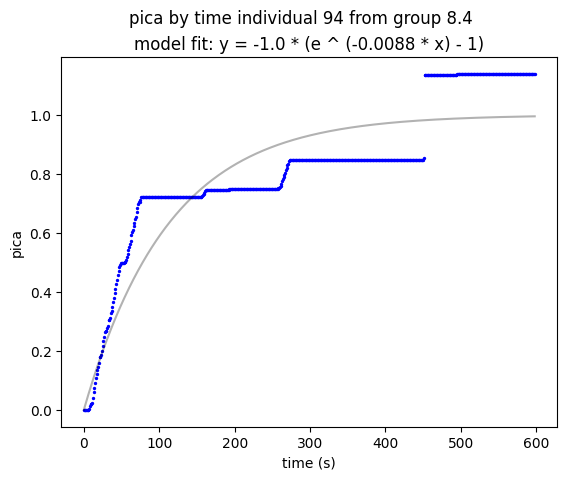 pica by time individual 94 from group 8.4
model fit: y = -1.0 * (e ^ (-0.0088 * x) - 1)
1.0
0.8
0.6
0.4
0.2
0.0
pica
0 100 200 300 400 500 600
time (s)